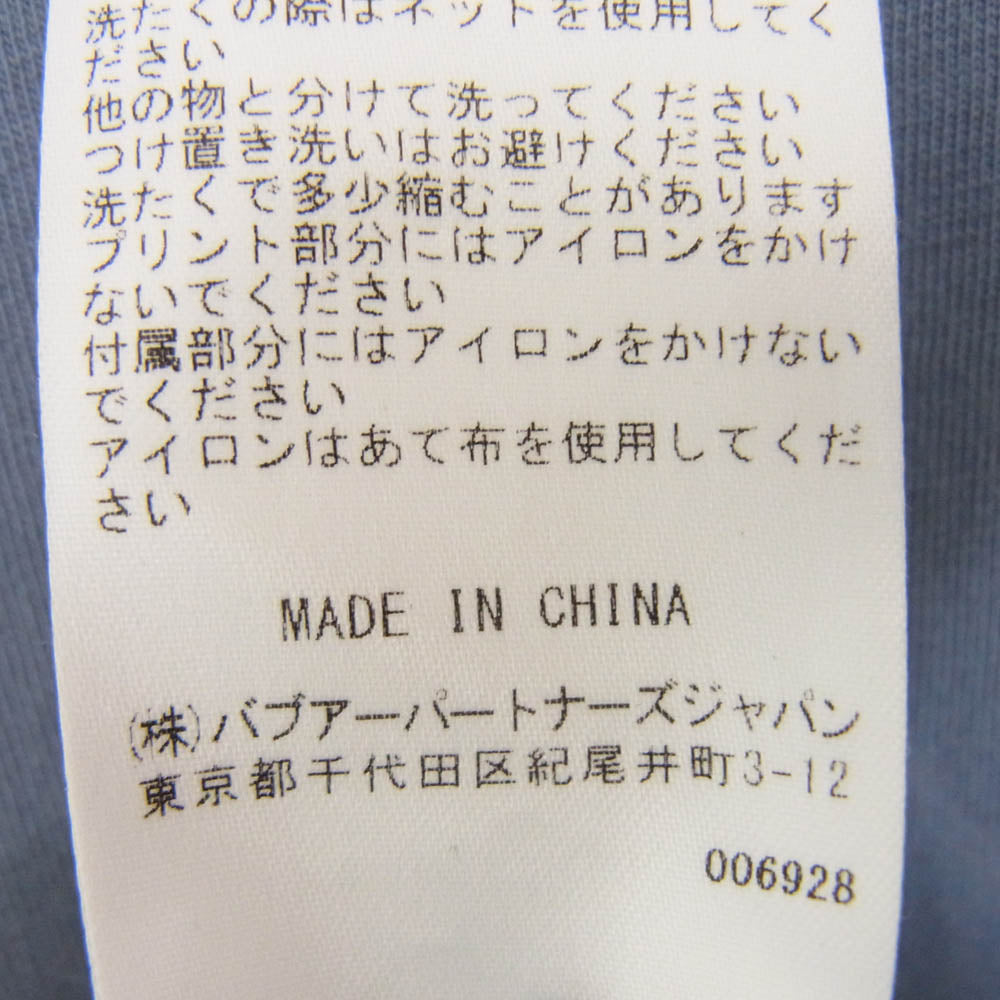 洗たくの際はネットを使用してく
ださい
他の物と分けて洗ってください
つけ置き洗いはお避けください
洗たくで多少縮むことがあります
プリント部分にはアイロンをかけ
ないでください
付属部分にはアイロンをかけない
でください
アイロンはあて布を使用してくだ
さい
MADE IN CHINA
(株)バブアーパートナーズジャパン
東京都千代田区紀尾井町3-12
006928